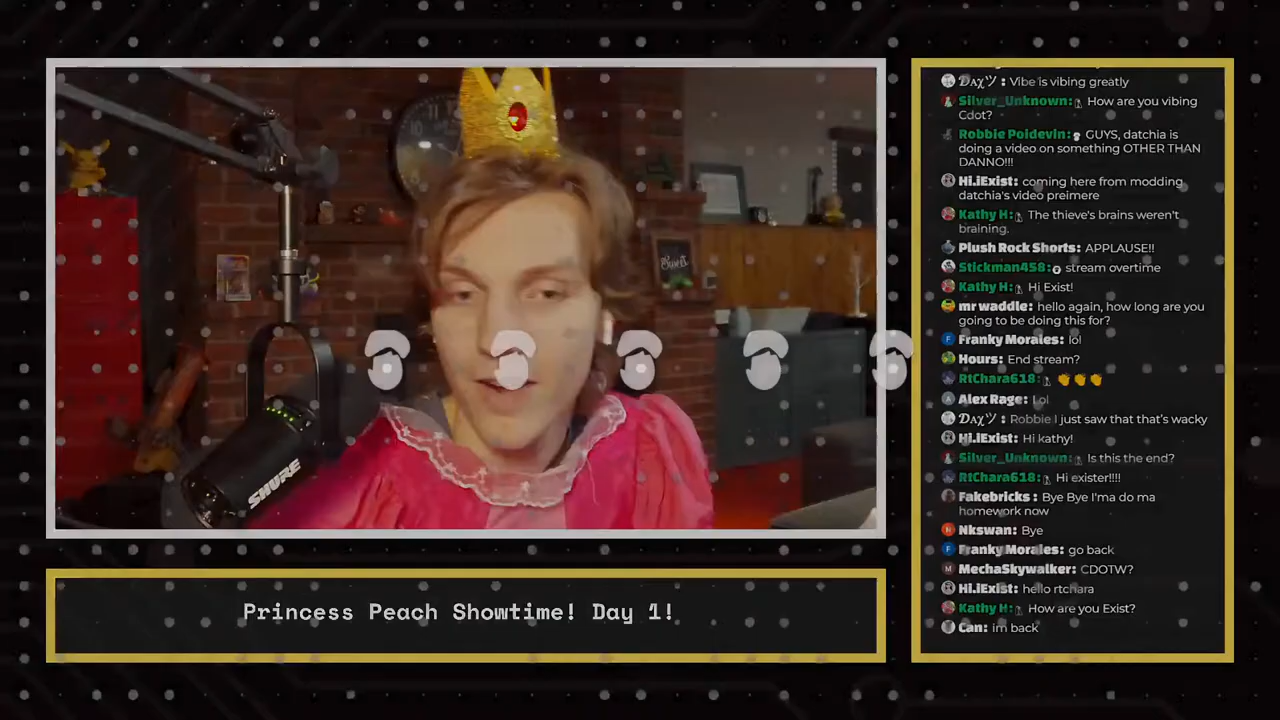 SHURE
Princess Peach Showtime! Day 1!
Ɗαχツ : Vibe is vibing greatly
Silver_Unknown: How are you vibing
Cdot?
Robbie Poidevin: GUYS, datchia is
doing a video on something OTHER THAN
DANNO!!!
Hi.iExist: coming here from modding
datchia's video preimere
Kathy H: The thieve's brains weren't
braining.
Plush Rock Shorts: APPLAUSE!!
Stickman458: stream overtime
Kathy H: Hi Exist!
mr waddle: hello again, how long are you
going to be doing this for?
Franky Morales: lol
Hours: End stream?
RtChara618: 👏👏👏
Alex Rage: Lol
Ɗαχツ : Robbie I just saw that that's wacky
Hi.iExist: Hi kathy!
Silver_Unknown: Is this the end?
RtChara618: Hi exister!!!!
Fakebricks : Bye Bye I'ma do ma
homework now
Nkswan: Bye
Franky Morales: go back
MechaSkywalker: CDOTW?
Hi.iExist: hello rtchara
Kathy H: How are you Exist?
Can: im back